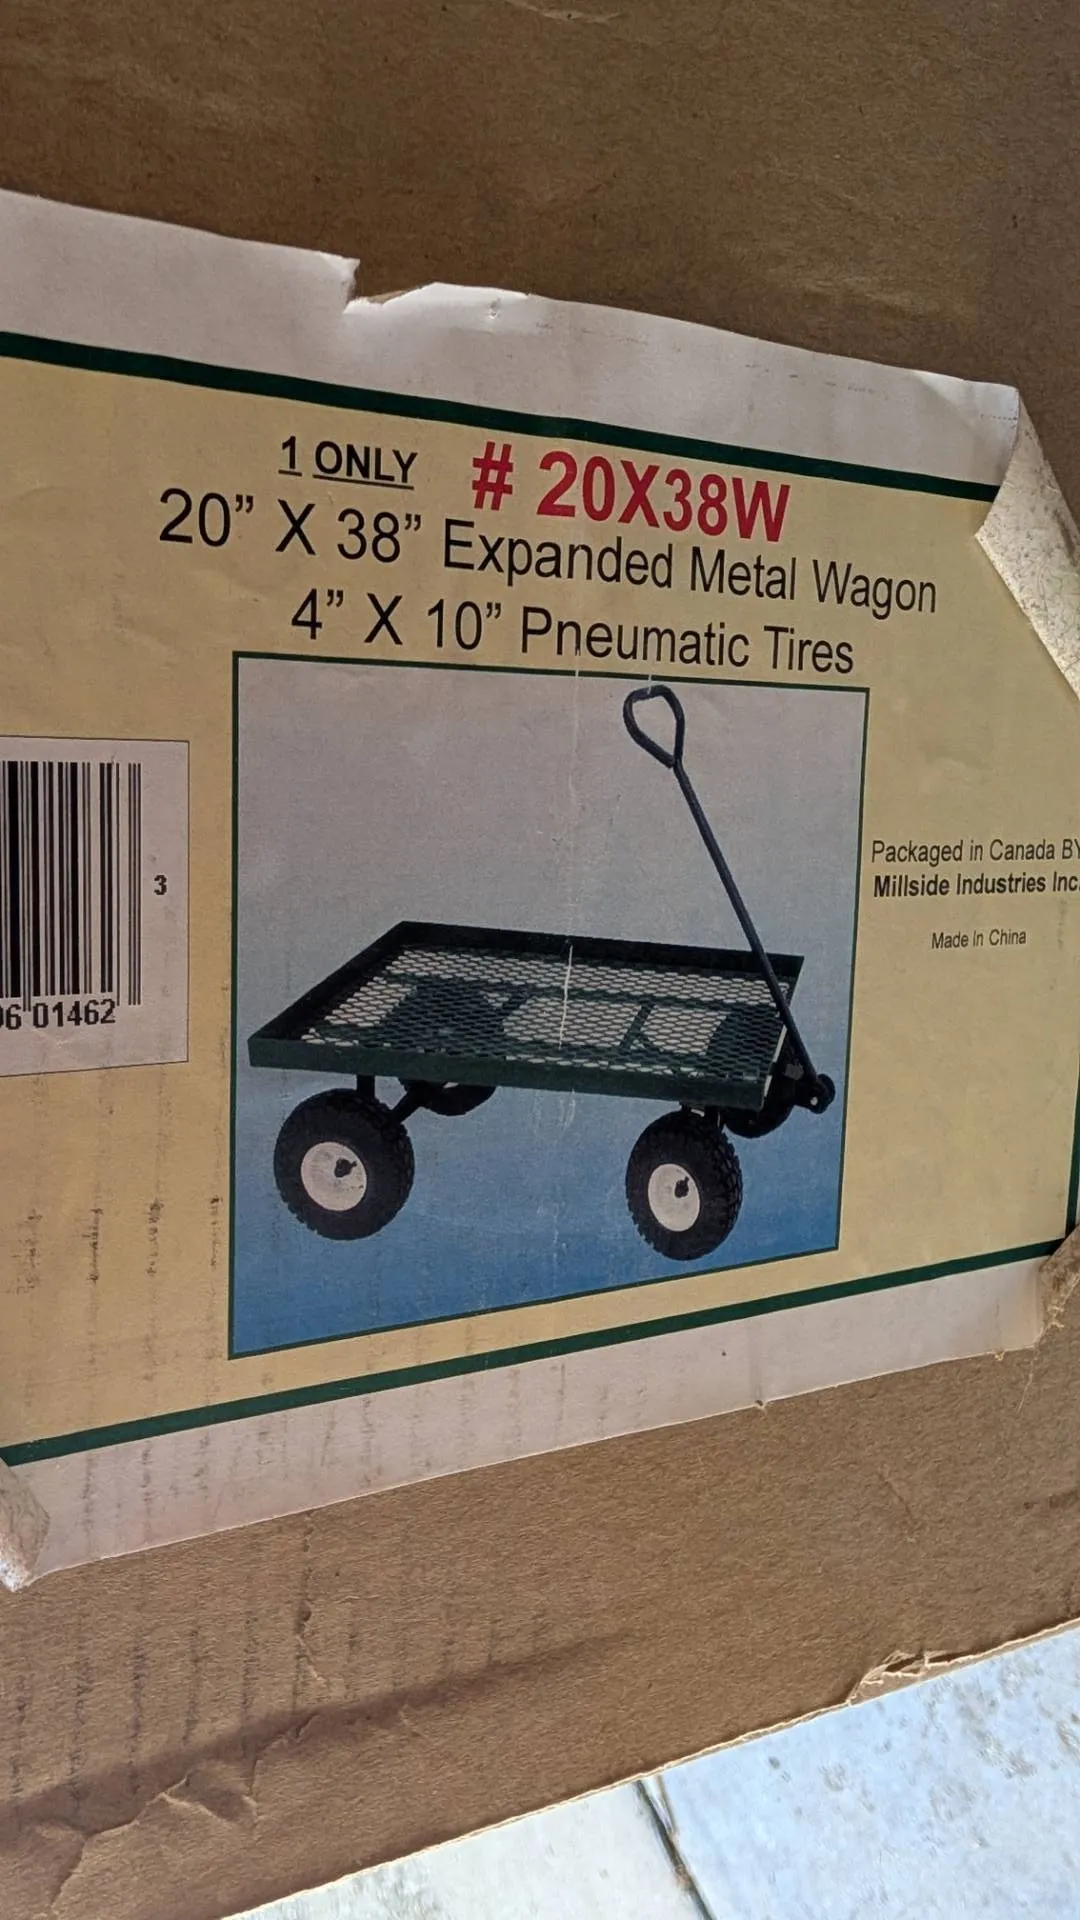 1 ONLY # 20X38W
20" X 38" Expanded Metal Wagon
4" X 10" Pneumatic Tires
Packaged in Canada BY
Millside Industries Inc.
Made In China
3
6 01462